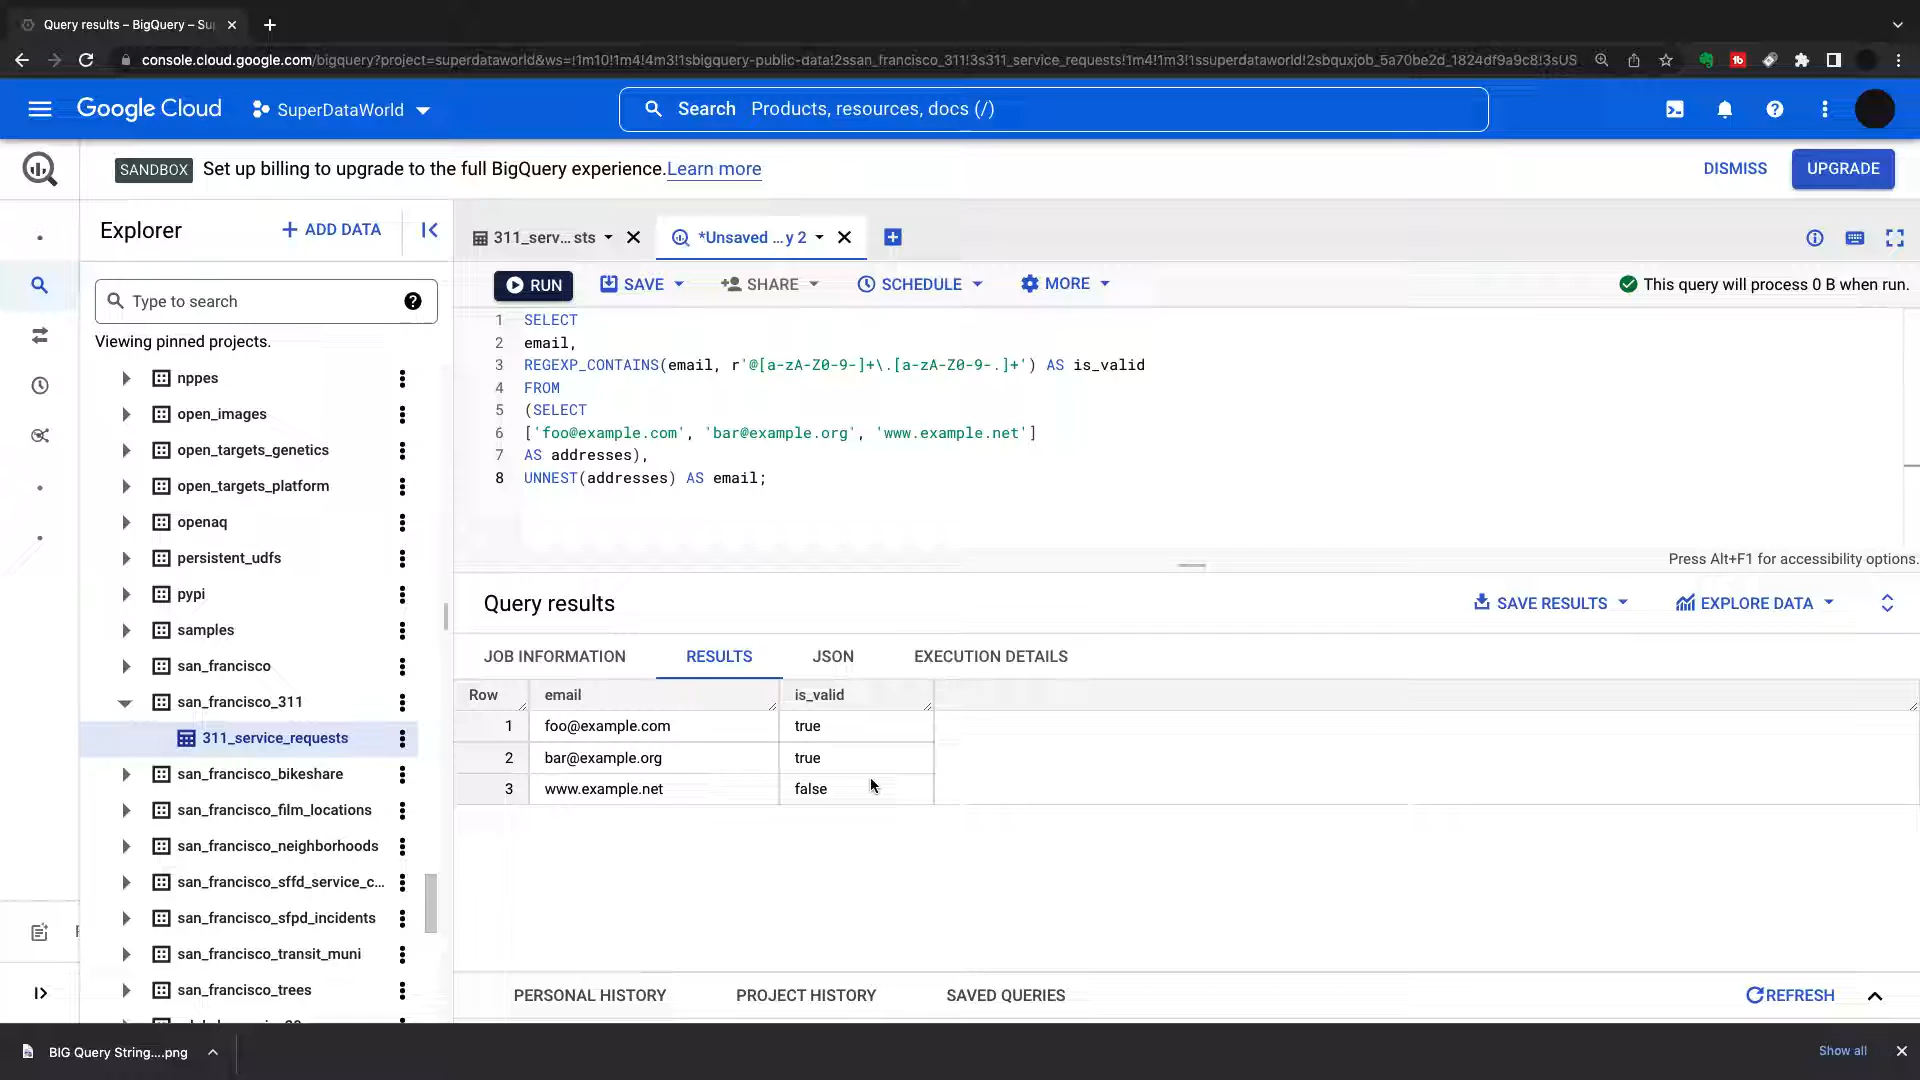 Query results – BigQuery – Su
console.cloud.google.com/bigquery?project=superdataworld&ws=!1m10!1m4!4m3!1sbigquery-public-data!2ssan_francisco_311!3s311_service_requests!1m4!1m3!1ssuperdataworld!2sbquxjob_5a70be2d_1824df9a9c8!3sUS
Google Cloud
SuperDataWorld
Search Products, resources, docs (/)
SANDBOX Set up billing to upgrade to the full BigQuery experience. Learn more
DISMISS
UPGRADE
Explorer
+ ADD DATA
311_serv… sts
*Unsaved …y 2
RUN
SAVE
SHARE
SCHEDULE
MORE
This query will process 0 B when run.
Type to search
Viewing pinned projects.
nppes
open_images
open_targets_genetics
open_targets_platform
openaq
persistent_udfs
pypi
samples
san_francisco
san_francisco_311
311_service_requests
san_francisco_bikeshare
san_francisco_film_locations
san_francisco_neighborhoods
san_francisco_sffd_service_c...
san_francisco_sfpd_incidents
san_francisco_transit_muni
san_francisco_trees
1 SELECT
2 email,
3 REGEXP_CONTAINS(email, r'@[a-zA-Z0-9-]+\.[a-zA-Z0-9-.]+') AS is_valid
4 FROM
5 (SELECT
6 ['foo@example.com', 'bar@example.org', 'www.example.net']
7 AS addresses),
8 UNNEST(addresses) AS email;
Press Alt+F1 for accessibility options.
Query results
SAVE RESULTS
EXPLORE DATA
JOB INFORMATION
RESULTS
JSON
EXECUTION DETAILS
Row email is_valid
1 foo@example.com true
2 bar@example.org true
3 www.example.net false
PERSONAL HISTORY
PROJECT HISTORY
SAVED QUERIES
REFRESH
BIG Query String....png
Show all